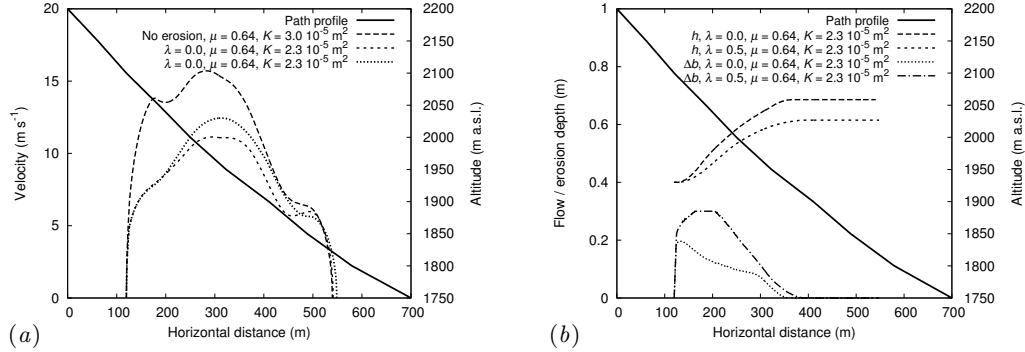 Path profile
No erosion, μ = 0.64, K = 3.0 10⁻⁵ m²
λ = 0.0, μ = 0.64, K = 2.3 10⁻⁵ m²
λ = 0.0, μ = 0.64, K = 2.3 10⁻⁵ m²
20
15
10
5
0
Velocity (m s⁻¹)
2200
2150
2100
2050
2000
1950
1900
1850
1800
1750
Altitude (m a.s.l.)
0 100 200 300 400 500 600 700
Horizontal distance (m)
(a)
Path profile
h, λ = 0.0, μ = 0.64, K = 2.3 10⁻⁵ m²
h, λ = 0.5, μ = 0.64, K = 2.3 10⁻⁵ m²
Δb, λ = 0.0, μ = 0.64, K = 2.3 10⁻⁵ m²
Δb, λ = 0.5, μ = 0.64, K = 2.3 10⁻⁵ m²
1
0.8
0.6
0.4
0.2
0
Flow / erosion depth (m)
2200
2150
2100
2050
2000
1950
1900
1850
1800
1750
Altitude (m a.s.l.)
0 100 200 300 400 500 600 700
Horizontal distance (m)
(b)